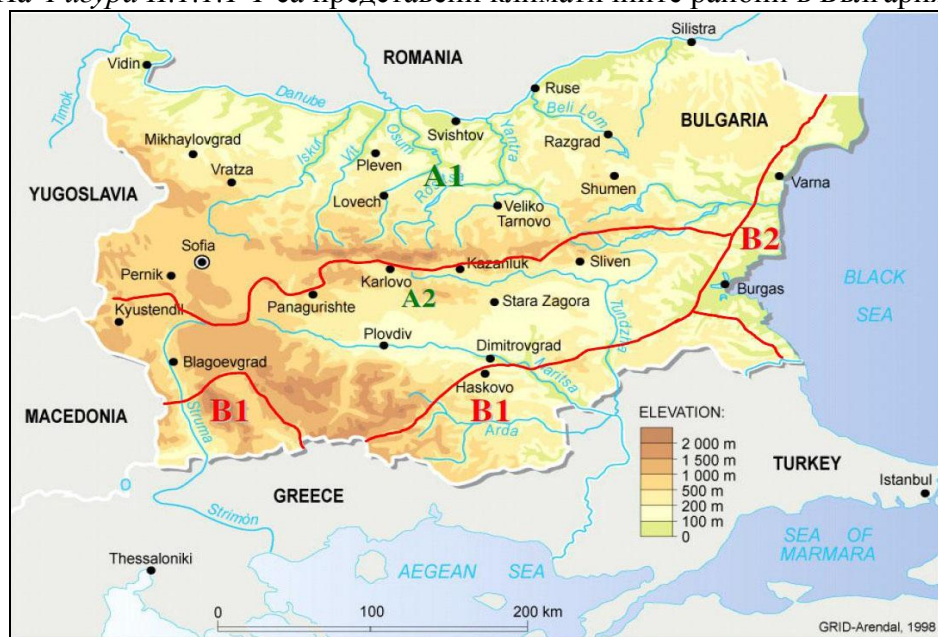 На Фигура II.1.1.1-1 са представени климатичните райони в България
Silistra
ROMANIA
Vidin
Ruse
Timok
Danube
Beli Lom
BULGARIA
Svishtov
Iskur
Vit
Osum
Yantra
Mikhaylovgrad
Razgrad
Pleven
Vratza
A1
Shumen
Varna
YUGOSLAVIA
Lovech
Rossitsa
Veliko
Tarnovo
B2
Sofia
Kazanluk
Sliven
Pernik
Karlovo
BLACK
SEA
A2
Burgas
Panagurishte
Stara Zagora
Kyustendil
Tundzha
Plovdiv
Dimitrovgrad
Blagoevgrad
Maritsa
Haskovo
MACEDONIA
B1
B1
Struma
Arda
ELEVATION:
2 000 m
1 500 m
1 000 m
500 m
200 m
100 m
0
TURKEY
GREECE
Istanbul
Strimón
SEA OF
MARMARA
Thessaloniki
AEGEAN SEA
0 100 200 km
GRID-Arendal, 1998